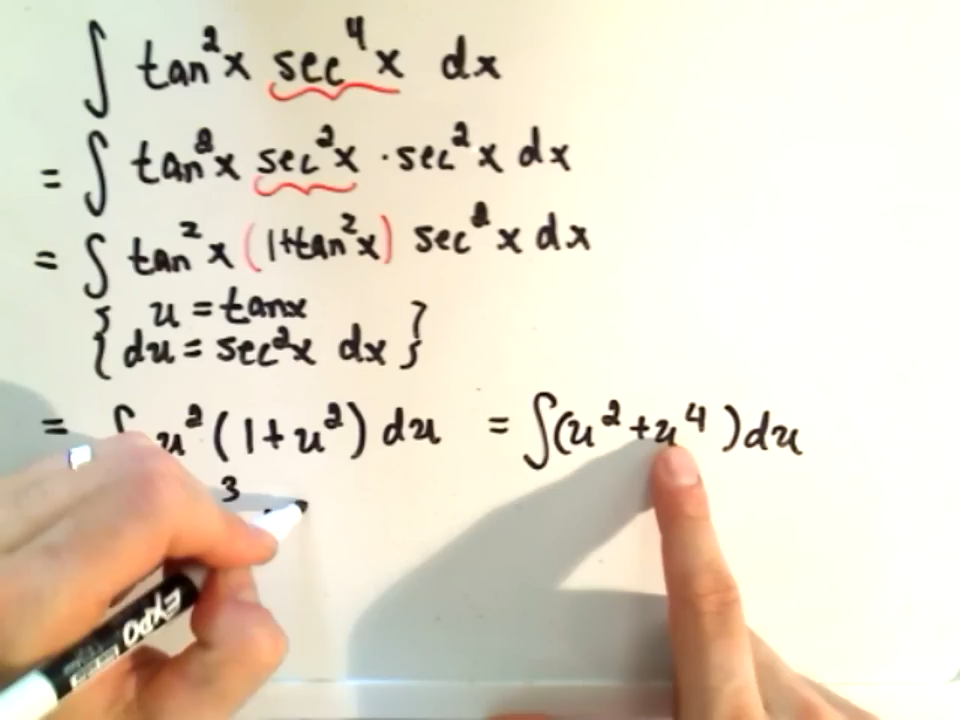 ∫ tan²x sec⁴x dx
= ∫ tan²x sec²x · sec²x dx
= ∫ tan²x (1+tan²x) sec²x dx
{ u = tanx
du = sec²x dx }
= ∫ u² (1+u²) du = ∫(u²+u⁴)du
3
EXPO